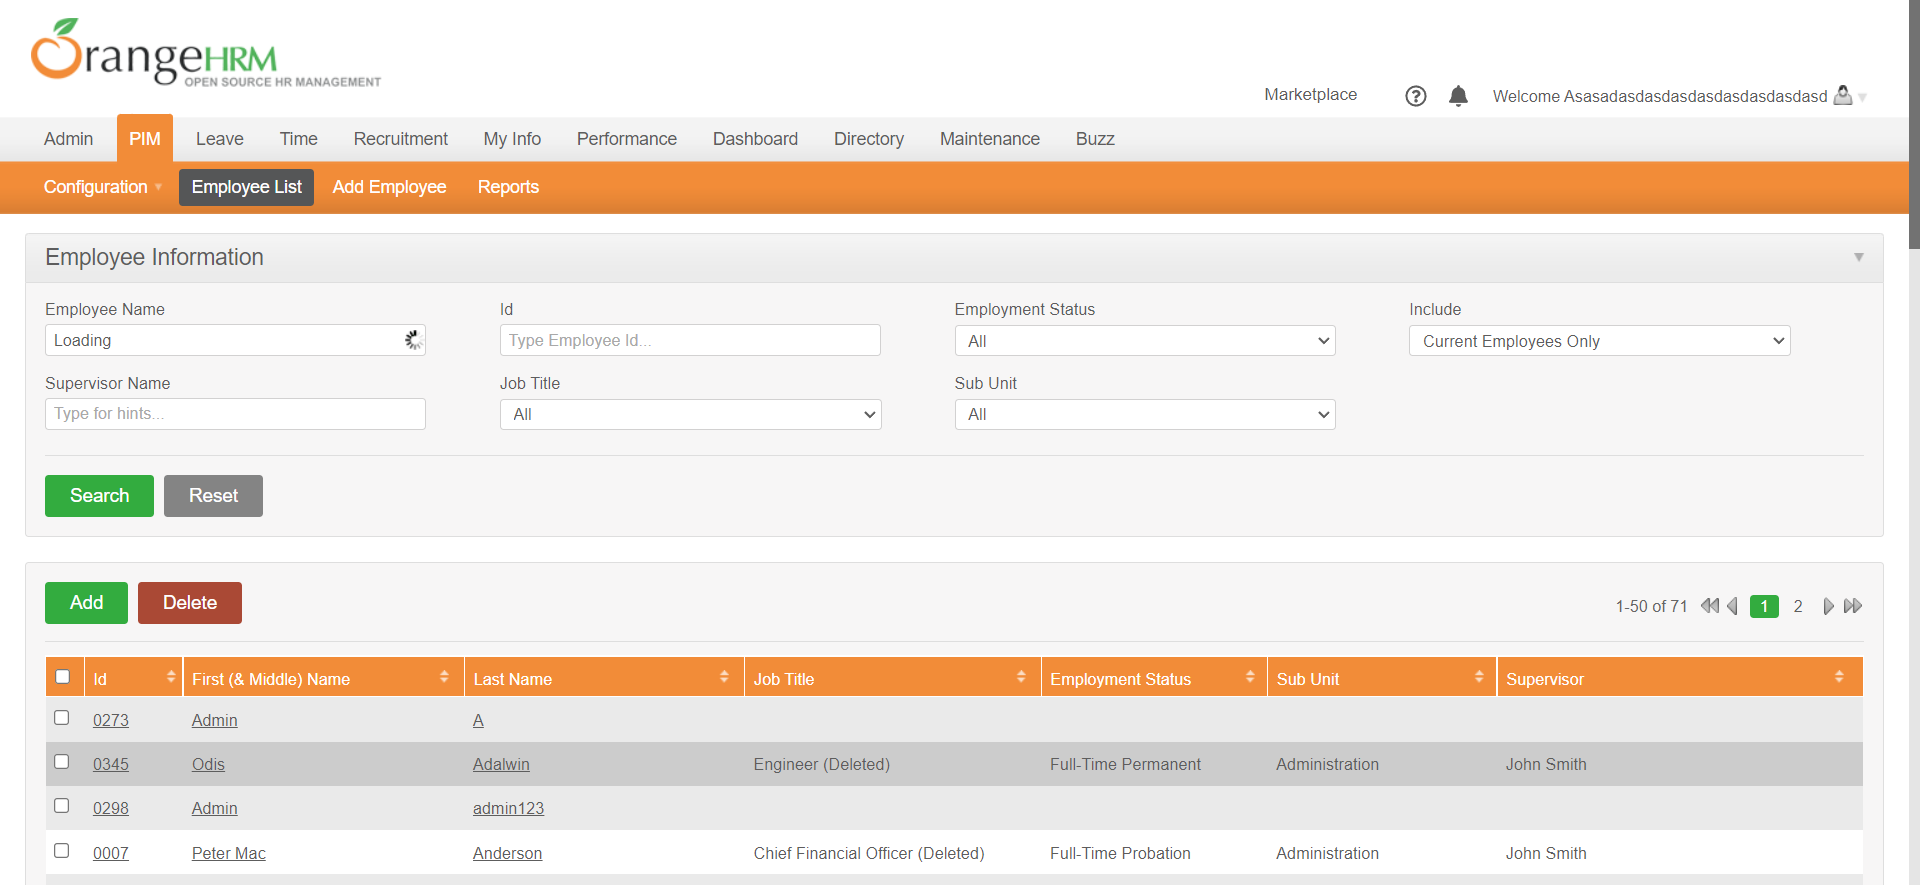 OrangeHRM
OPEN SOURCE HR MANAGEMENT
Marketplace
Welcome Asasadasdasdasdasdasdasdasd
Admin PIM Leave Time Recruitment My Info Performance Dashboard Directory Maintenance Buzz
Configuration Employee List Add Employee Reports
Employee Information
Employee Name Id Employment Status Include
Loading Type Employee Id... All Current Employees Only
Supervisor Name Job Title Sub Unit
Type for hints... All All
Search Reset
Add Delete 1-50 of 71 1 2
Id First (& Middle) Name Last Name Job Title Employment Status Sub Unit Supervisor
0273 Admin A
0345 Odis Adalwin Engineer (Deleted) Full-Time Permanent Administration John Smith
0298 Admin admin123
0007 Peter Mac Anderson Chief Financial Officer (Deleted) Full-Time Probation Administration John Smith